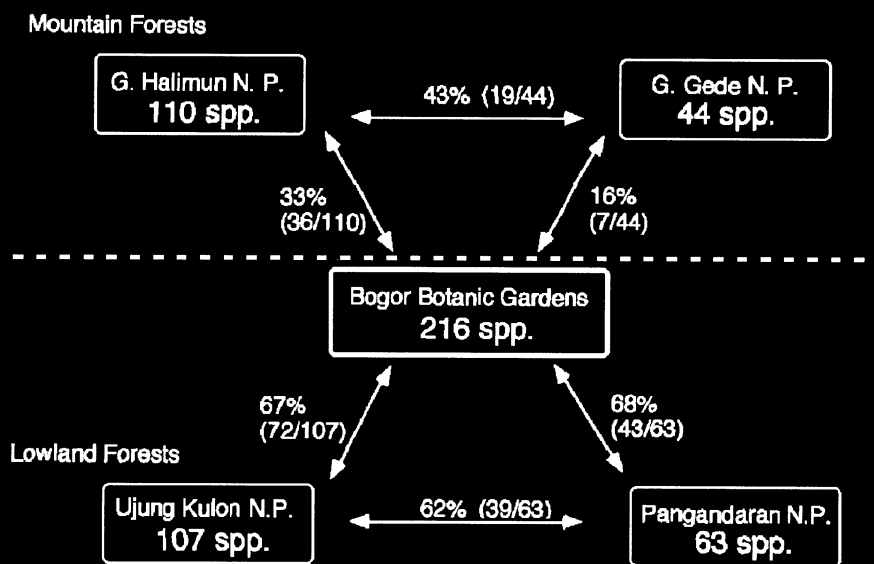 Mountain Forests
G. Halimun N. P.
110 spp.
43% (19/44)
G. Gede N. P.
44 spp.
33%
(36/110)
16%
(7/44)
Bogor Botanic Gardens
216 spp.
67%
(72/107)
68%
(43/63)
Lowland Forests
Ujung Kulon N.P.
107 spp.
62% (39/63)
Pangandaran N.P.
63 spp.